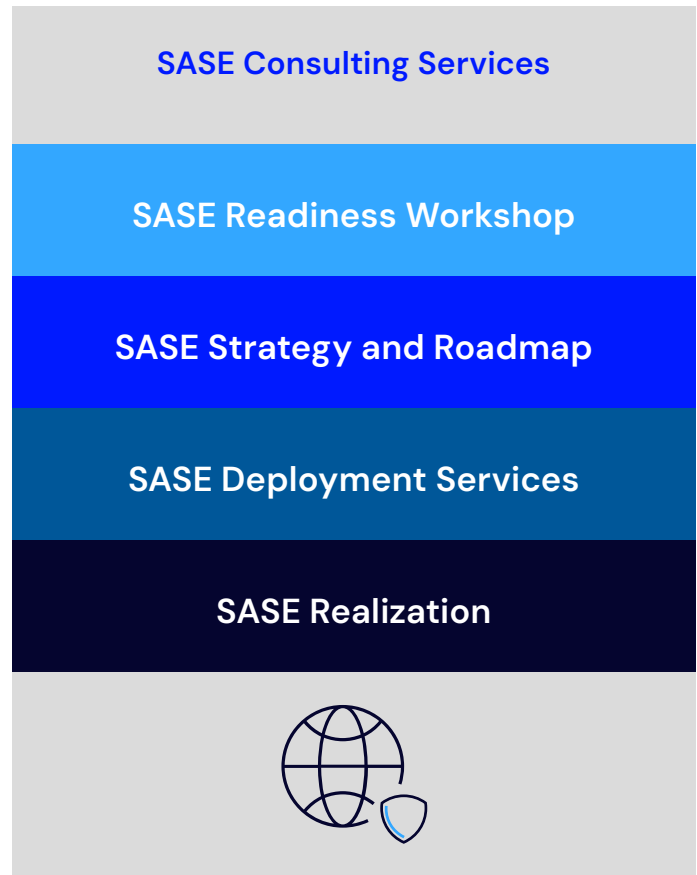 SASE Consulting Services
SASE Readiness Workshop
SASE Strategy and Roadmap
SASE Deployment Services
SASE Realization